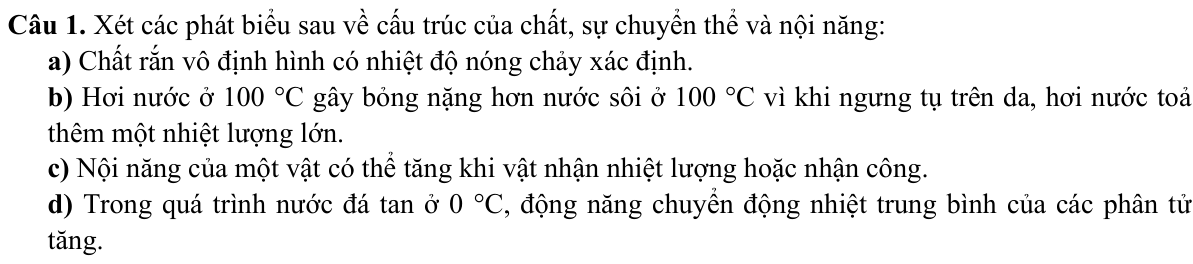 Câu 1. Xét các phát biểu sau về cấu trúc của chất, sự chuyển thể và nội năng:
a) Chất rắn vô định hình có nhiệt độ nóng chảy xác định.
b) Hơi nước ở 100 °C gây bỏng nặng hơn nước sôi ở 100 °C vì khi ngưng tụ trên da, hơi nước toả
thêm một nhiệt lượng lớn.
c) Nội năng của một vật có thể tăng khi vật nhận nhiệt lượng hoặc nhận công.
d) Trong quá trình nước đá tan ở 0 °C, động năng chuyển động nhiệt trung bình của các phân tử
tăng.